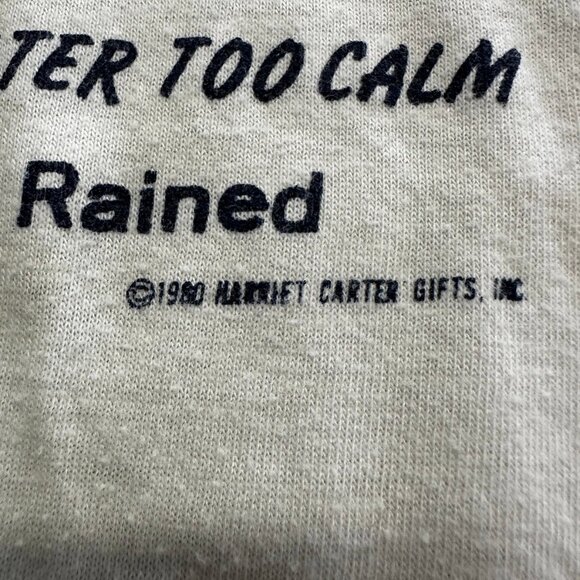 TER TOO CALM
Rained
©1980 HARRIET CARTER GIFTS, INC.